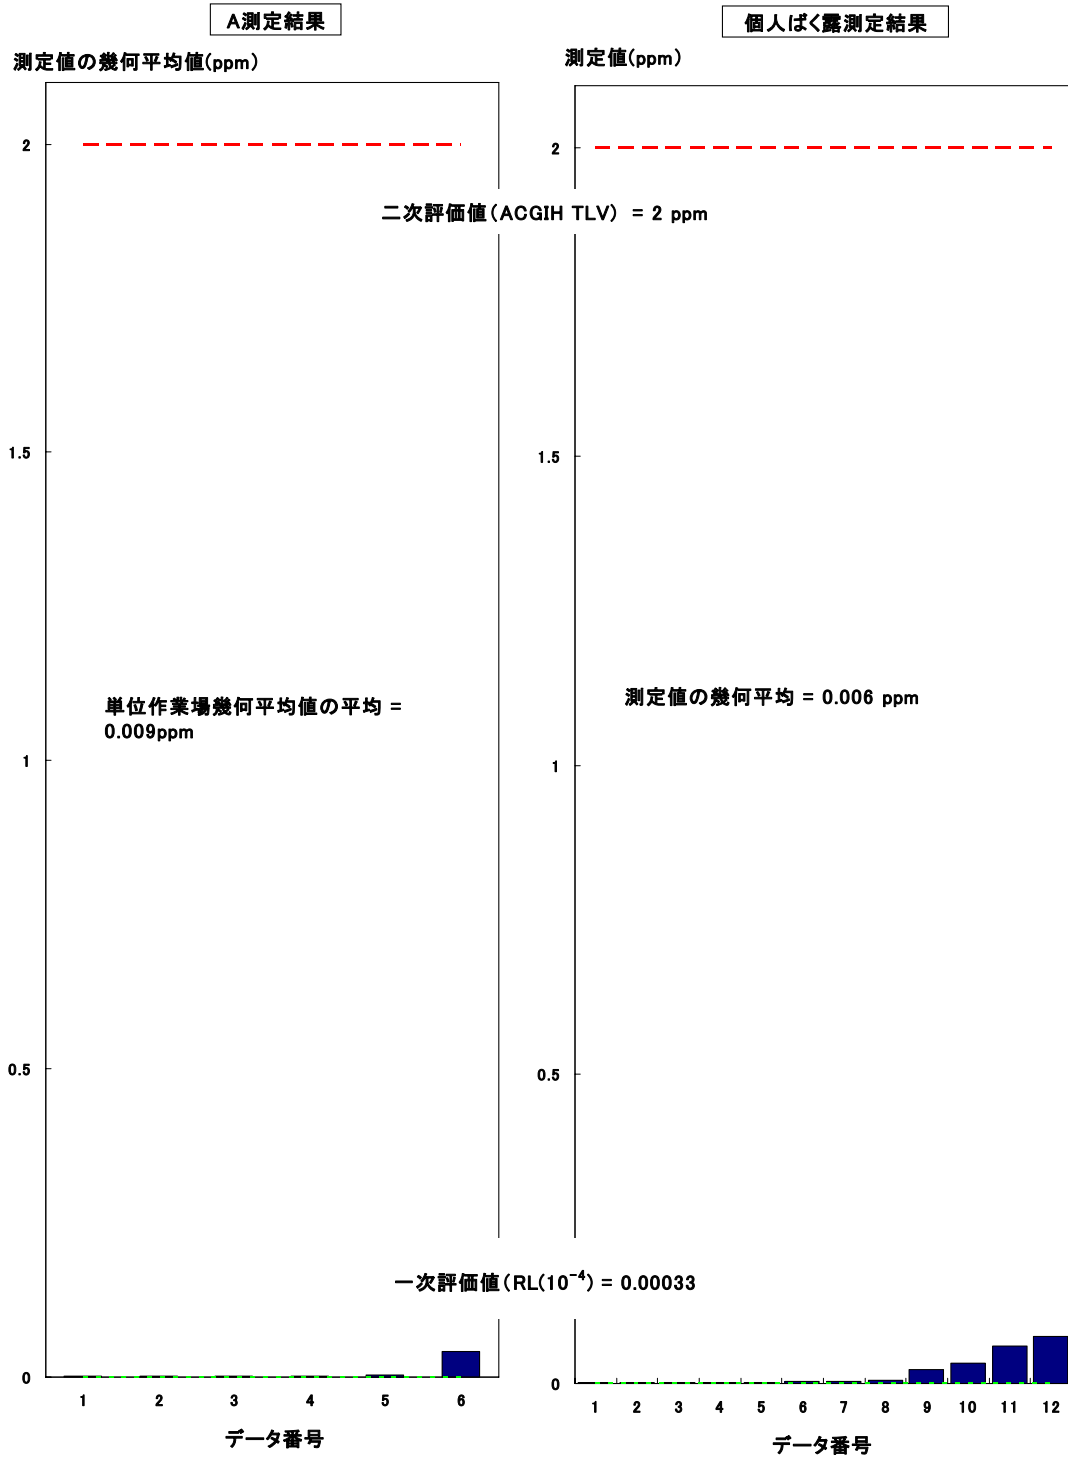 A測定結果
測定値の幾何平均値(ppm)
2
1.5
1
0.5
0
単位作業場幾何平均値の平均 =
0.009ppm
1 2 3 4 5 6
データ番号
二次評価値(ACGIH TLV) = 2 ppm
一次評価値(RL(10⁻⁴) = 0.00033
個人ばく露測定結果
測定値(ppm)
2
1.5
1
0.5
0
測定値の幾何平均 = 0.006 ppm
1 2 3 4 5 6 7 8 9 10 11 12
データ番号